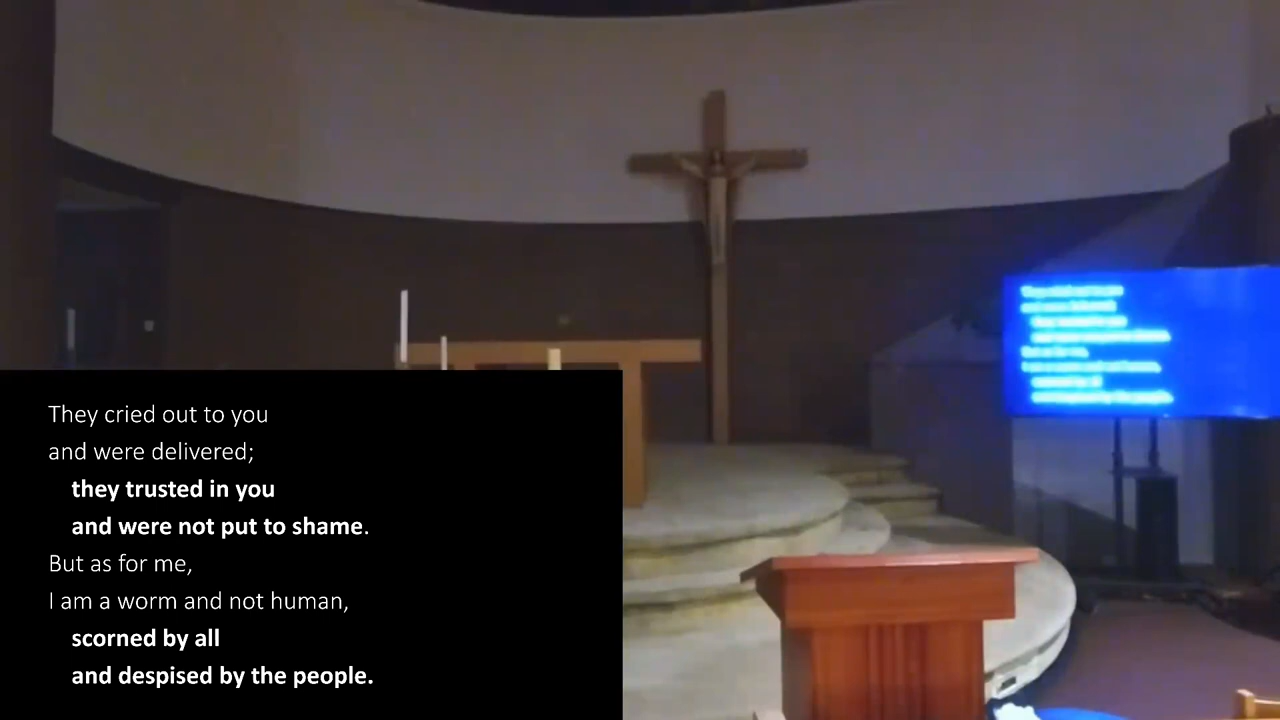 They cried out to you
and were delivered;
they trusted in you
and were not put to shame.
But as for me,
I am a worm and not human,
scorned by all
and despised by the people.